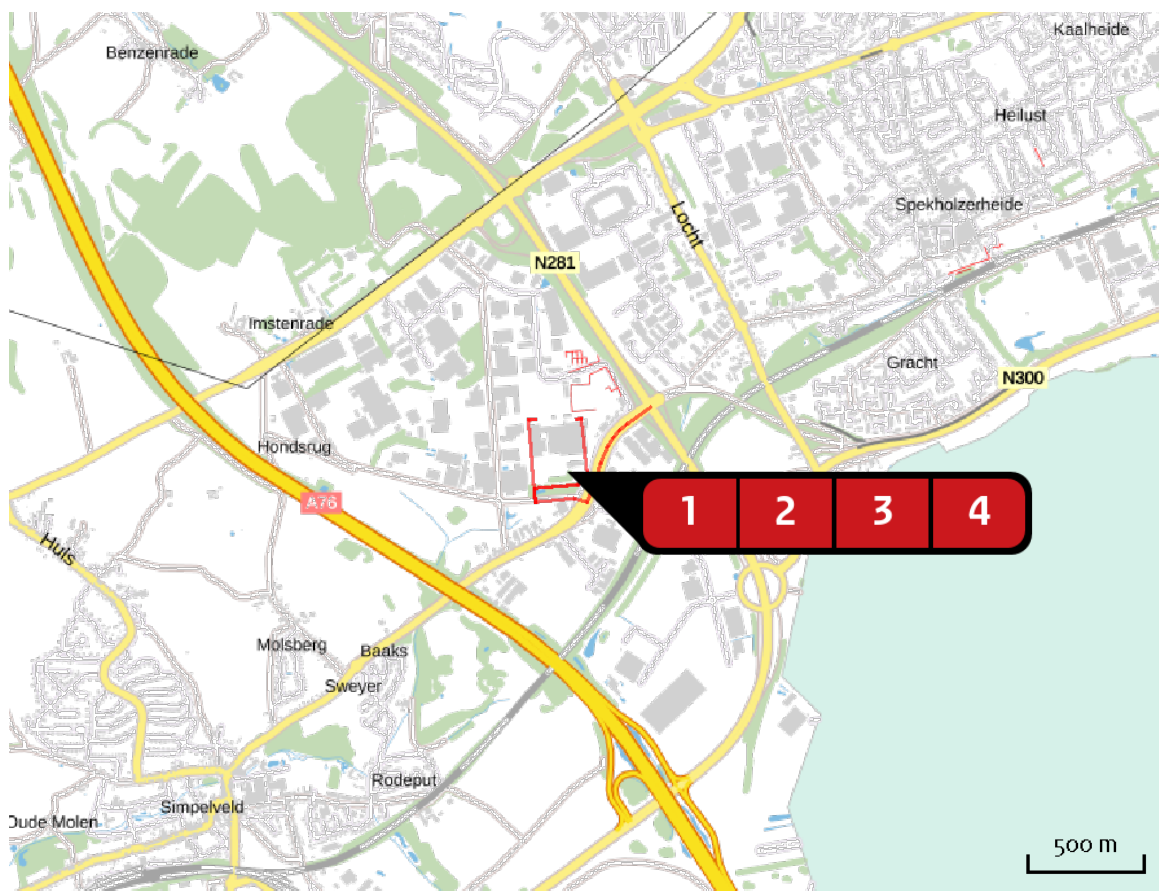 Kaalheide
Benzenrade
Heilust
Spekholzerheide
Locht
N281
Imstenrade
Gracht
N300
Hondsrug
A76
1 2 3 4
Huls
Molsberg
Baaks
Sweyer
Rodeput
Simpelveld
Oude Molen
500 m